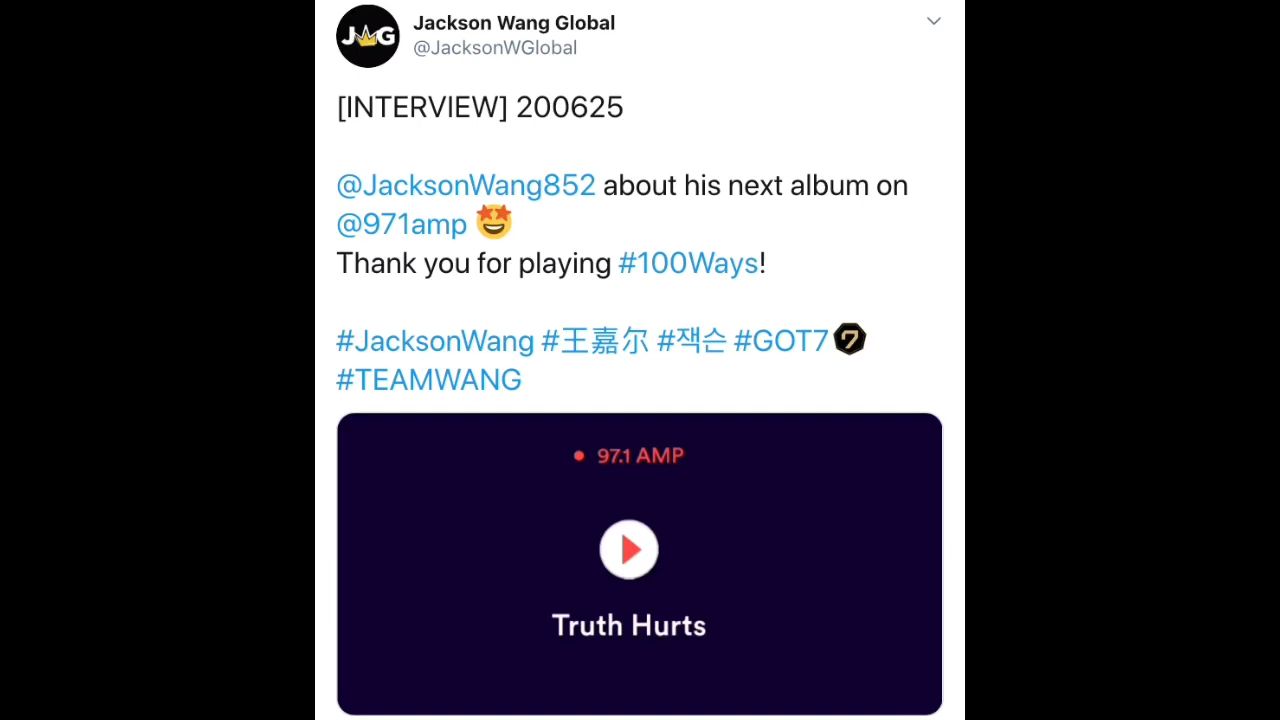 JWG
Jackson Wang Global
@JacksonWGlobal
[INTERVIEW] 200625
@JacksonWang852 about his next album on
@971amp 🤩
Thank you for playing #100Ways!
#JacksonWang #王嘉尔 #잭슨 #GOT7
#TEAMWANG
97.1 AMP
Truth Hurts